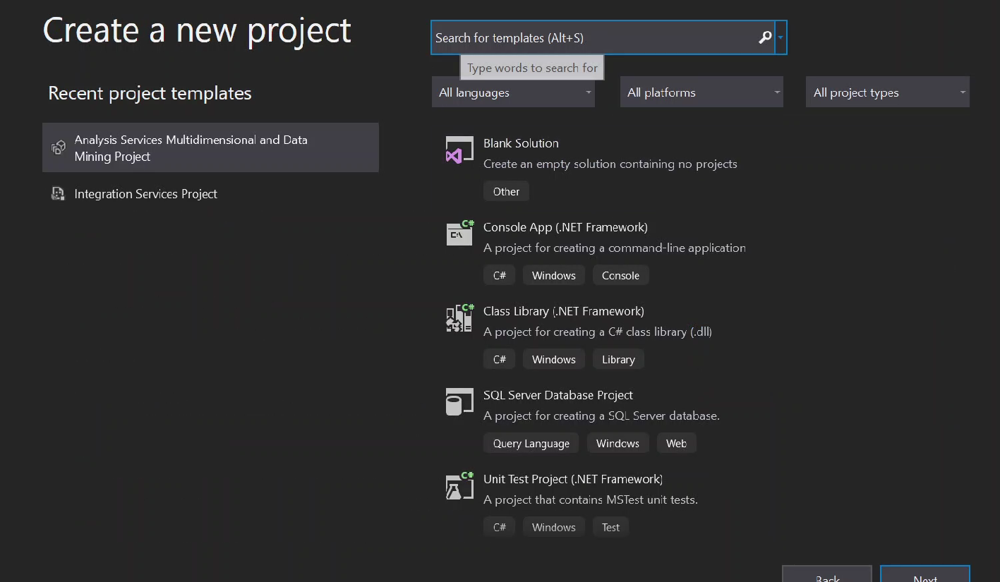 Create a new project
Search for templates (Alt+S)
Type words to search for
Recent project templates
All languages
All platforms
All project types
Analysis Services Multidimensional and Data
Mining Project
Integration Services Project
Blank Solution
Create an empty solution containing no projects
Other
C#
Console App (.NET Framework)
C:\
A project for creating a command-line application
C# Windows Console
C#
Class Library (.NET Framework)
A project for creating a C# class library (.dll)
C# Windows Library
SQL Server Database Project
A project for creating a SQL Server database.
Query Language Windows Web
C#
Unit Test Project (.NET Framework)
A project that contains MSTest unit tests.
C# Windows Test
Back Next